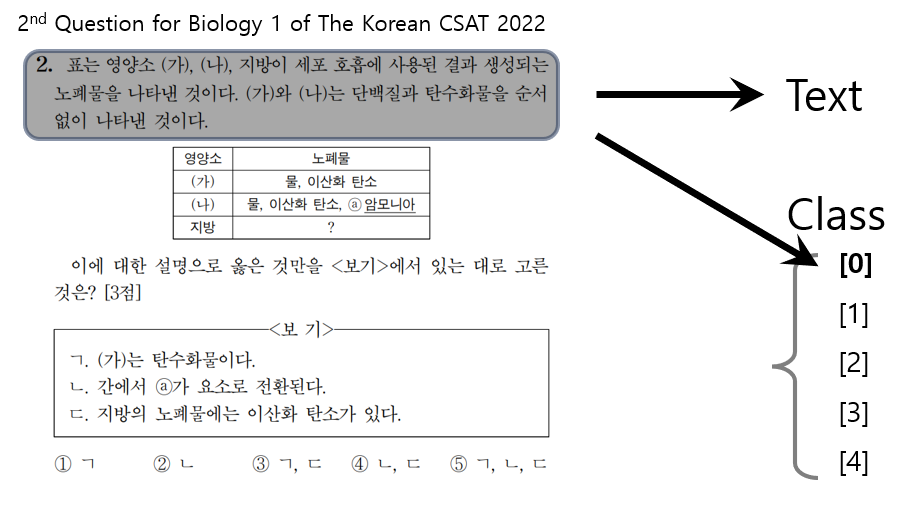 2nd Question for Biology 1 of The Korean CSAT 2022
2. 표는 영양소 (가), (나), 지방이 세포 호흡에 사용된 결과 생성되는
노폐물을 나타낸 것이다. (가)와 (나)는 단백질과 탄수화물을 순서
없이 나타낸 것이다.
영양소 노폐물
(가) 물, 이산화 탄소
(나) 물, 이산화 탄소, ⓐ암모니아
지방 ?
이에 대한 설명으로 옳은 것만을 <보기>에서 있는 대로 고른
것은? [3점]
<보 기>
ㄱ. (가)는 탄수화물이다.
ㄴ. 간에서 ⓐ가 요소로 전환된다.
ㄷ. 지방의 노폐물에는 이산화 탄소가 있다.
① ㄱ ② ㄴ ③ ㄱ, ㄷ ④ ㄴ, ㄷ ⑤ ㄱ, ㄴ, ㄷ
Text
Class
[0]
[1]
[2]
[3]
[4]